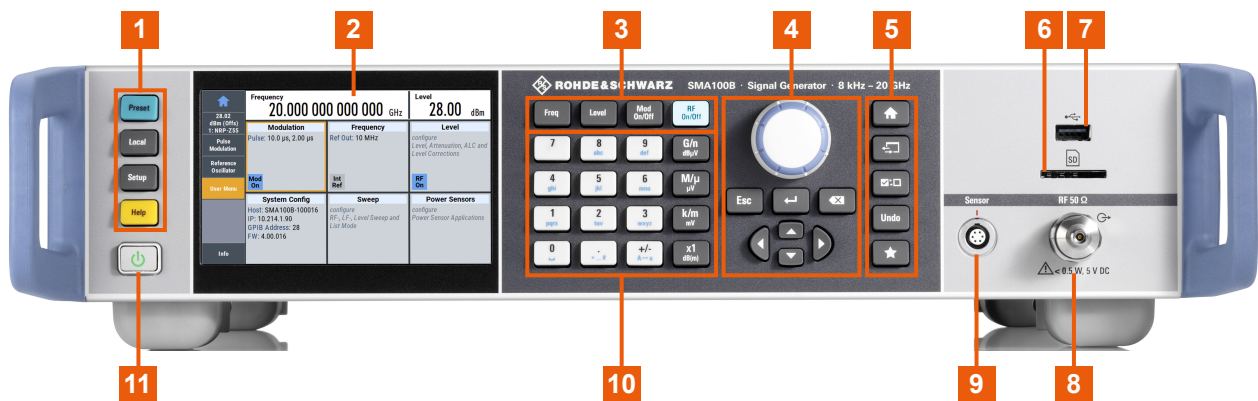 1
2
3
4
5
6
7
ROHDE&SCHWARZ SMA100B · Signal Generator · 8 kHz – 20 GHz
Preset
Local
Setup
Help
28.02
dBm (Offs)
1: NRP-Z55
Pulse
Modulation
Reference
Oscillator
User Menu
Info
Frequency
20.000 000 000 000 GHz
Level
28.00 dBm
Modulation
Pulse: 10.0 µs, 2.00 µs
Mod
On
Frequency
Ref Out: 10 MHz
Int
Ref
Level
configure
Level, Attenuation, ALC and
Level Corrections
RF
On
System Config
Host: SMA100B-100016
IP: 10.214.1.90
GPIB Address: 28
FW: 4.00.016
Sweep
configure
RF-, LF-, Level Sweep and
List Mode
Power Sensors
configure
Power Sensor Applications
Freq
Level
Mod
On/Off
RF
On/Off
7
8
abc
9
def
G/n
dBµV
4
ghi
5
jkl
6
mno
M/µ
µV
1
pqrs
2
tuv
3
wxyz
k/m
mV
0
.
+/-
x1
dB(m)
Esc
Undo
SD
Sensor
RF 50 Ω
< 0.5 W, 5 V DC
11
10
9
8